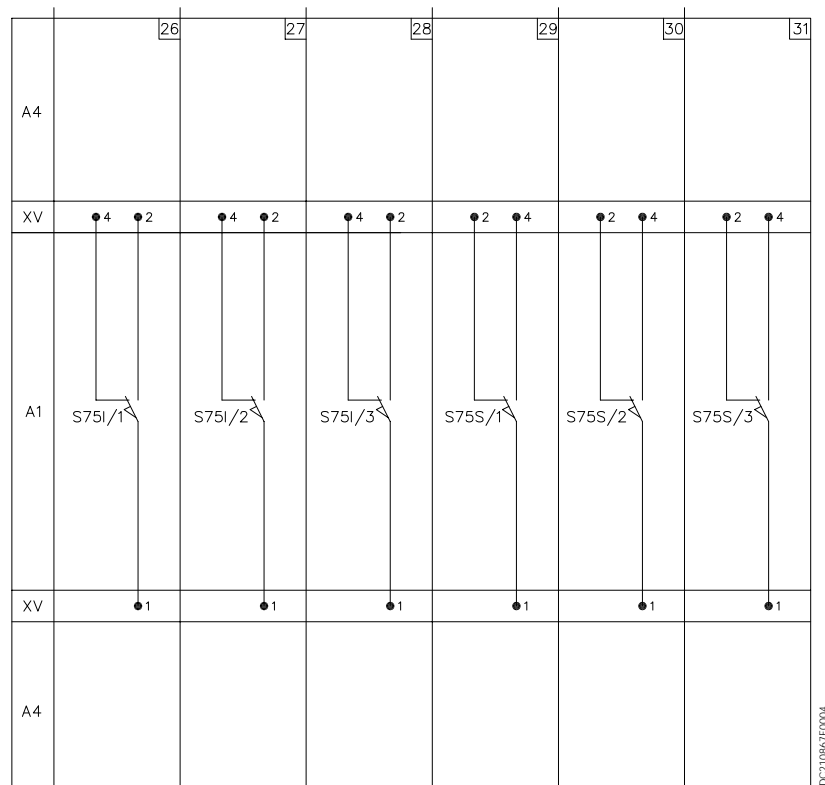 26 27 28 29 30 31
A4
XV 4 2 4 2 4 2 2 4 2 4 2 4
A1 S75I/1 S75I/2 S75I/3 S75S/1 S75S/2 S75S/3
XV 1 1 1 1 1 1
A4
DC210867F0004